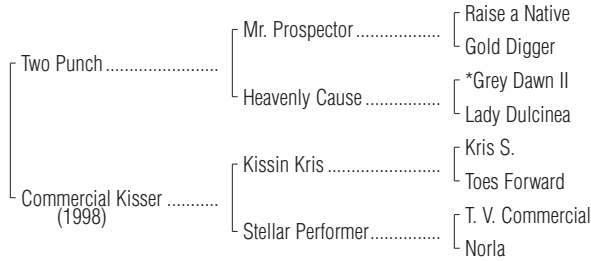 Raise a Native
Mr. Prospector ..................
Gold Digger
Two Punch ........................
*Grey Dawn II
Heavenly Cause ................
Lady Dulcinea
Kris S.
Kissin Kris ........................
Toes Forward
Commercial Kisser ...........
(1998)
T. V. Commercial
Stellar Performer...............
Norla